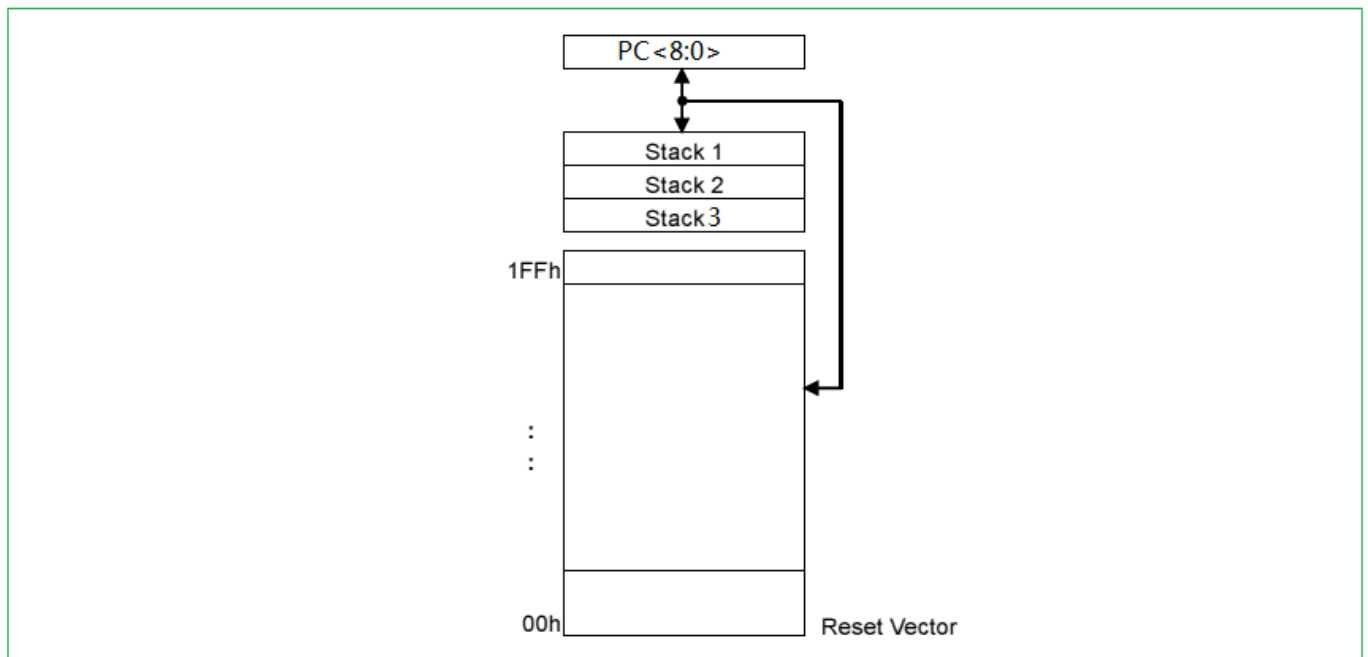 PC<8:0>
Stack 1
Stack 2
Stack 3
1FFh
:
:
00h
Reset Vector